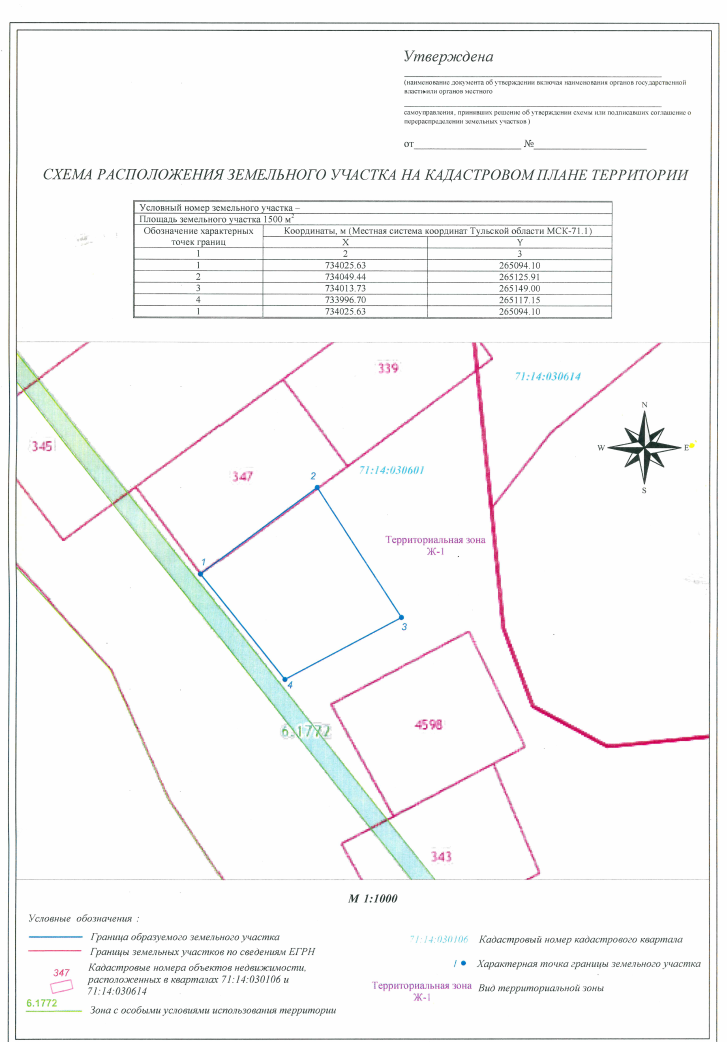 Утверждена
(наименование документа об утверждении включая наименования органов государственной
власти или органов местного
самоуправления, принявших решение об утверждении схемы или подписавших соглашение о
перераспределении земельных участков)
от____________________ №____________________
СХЕМА РАСПОЛОЖЕНИЯ ЗЕМЕЛЬНОГО УЧАСТКА НА КАДАСТРОВОМ ПЛАНЕ ТЕРРИТОРИИ
Условный номер земельного участка –
Площадь земельного участка 1500 м²
Обозначение характерных точек границ Координаты, м (Местная система координат Тульской области МСК-71.1)
X Y
1 2 3
1 734025.63 265094.10
2 734049.44 265125.91
3 734013.73 265149.00
4 733996.70 265117.15
1 734025.63 265094.10
339
71:14:030614
345
N
W E
S
347
2
71:14:030601
Территориальная зона
Ж-1
1
3
4
4598
6.1772
343
М 1:1000
Условные обозначения :
Граница образуемого земельного участка
Границы земельных участков по сведениям ЕГРН
347 Кадастровые номера объектов недвижимости,
расположенных в кварталах 71:14:030106 и
71:14:030614
6.1772
Зона с особыми условиями использования территории
71:14:030106 Кадастровый номер кадастрового квартала
1 Характерная точка границы земельного участка
Территориальная зона
Ж-1
Вид территориальной зоны